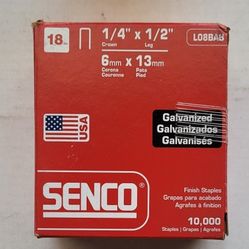 18
1/4" x 1/2"
Crown Leg
6mm x 13mm
Corona Pata
Couronne Pied
L08BAB
USA
Galvanized
Galvanizados
Galvanisés
SENCO®
Finish Staples
Grapas para acabado
Agrafes à finition
10,000
Staples | Grapas | Agrafes